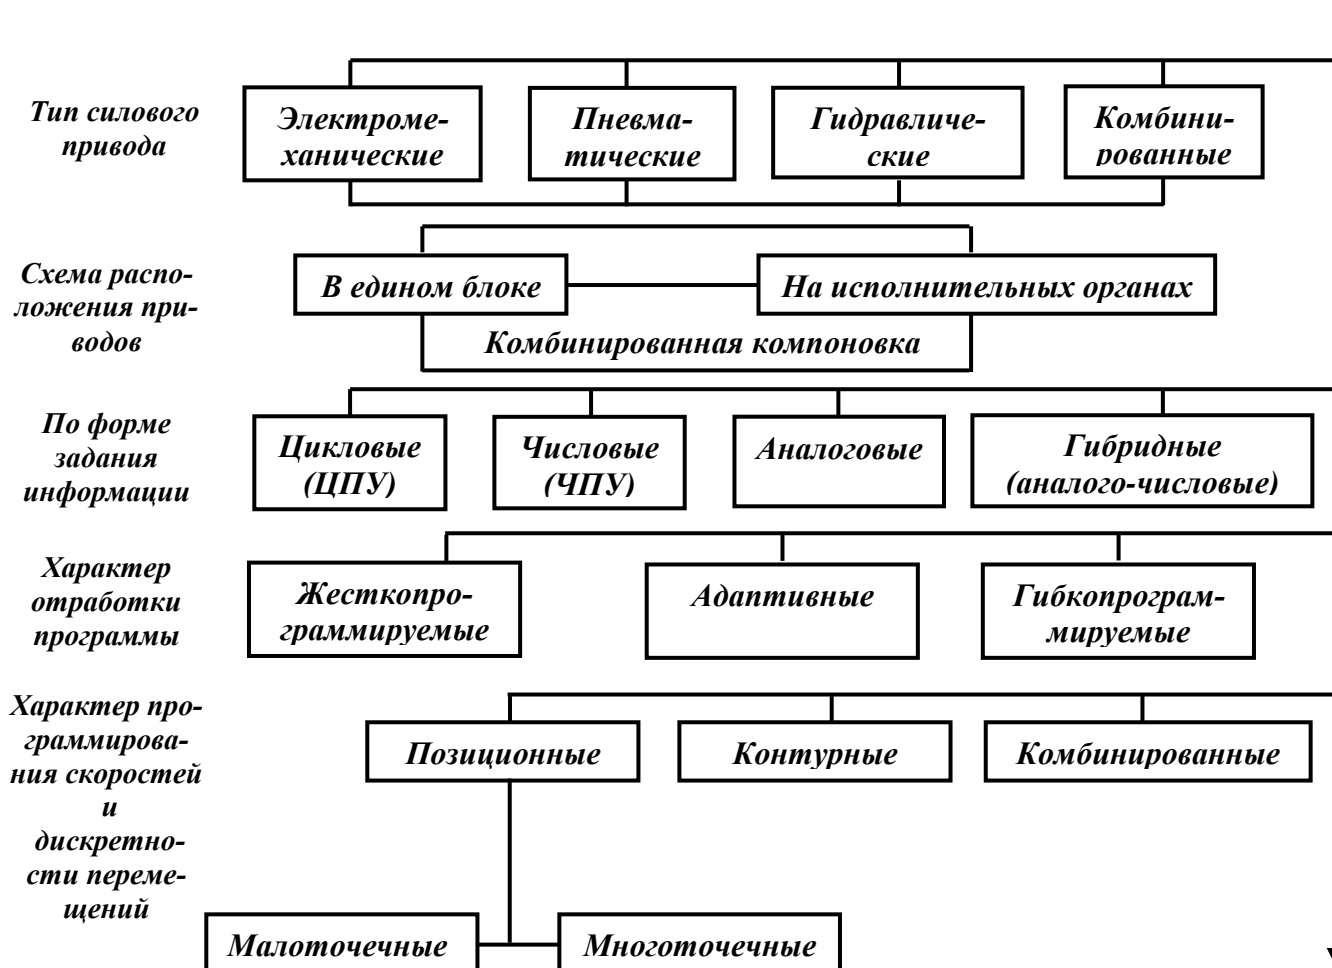 Тип силового
привода
Электроме-
ханические
Пневма-
тические
Гидравличе-
ские
Комбини-
рованные
Схема распо-
ложения при-
водов
В едином блоке
На исполнительных органах
Комбинированная компоновка
По форме
задания
информации
Цикловые
(ЦПУ)
Числовые
(ЧПУ)
Аналоговые
Гибридные
(аналого-числовые)
Характер
отработки
программы
Жесткопро-
граммируемые
Адаптивные
Гибкопрограм-
мируемые
Характер про-
граммирова-
ния скоростей
и
дискретно-
сти переме-
щений
Позиционные
Контурные
Комбинированные
Малоточечные
Многоточечные